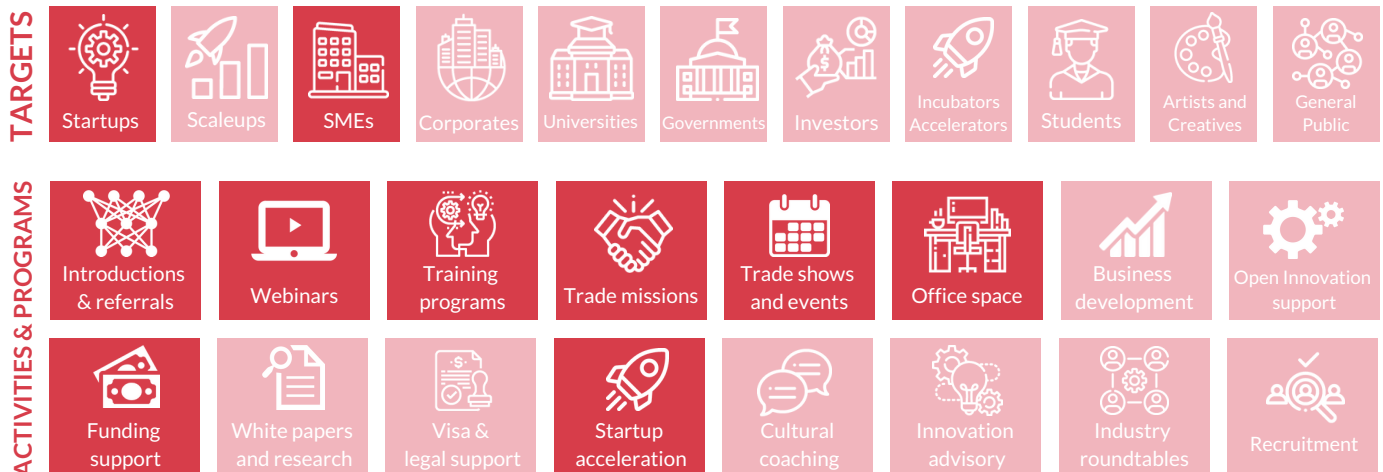 TARGETS
Startups
Scaleups
SMEs
Corporates
Universities
Governments
Investors
Incubators
Accelerators
Students
Artists and
Creatives
General
Public
ACTIVITIES & PROGRAMS
Introductions
& referrals
Webinars
Training
programs
Trade missions
Trade shows
and events
Office space
Business
development
Open Innovation
support
Funding
support
White papers
and research
Visa &
legal support
Startup
acceleration
Cultural
coaching
Innovation
advisory
Industry
roundtables
Recruitment